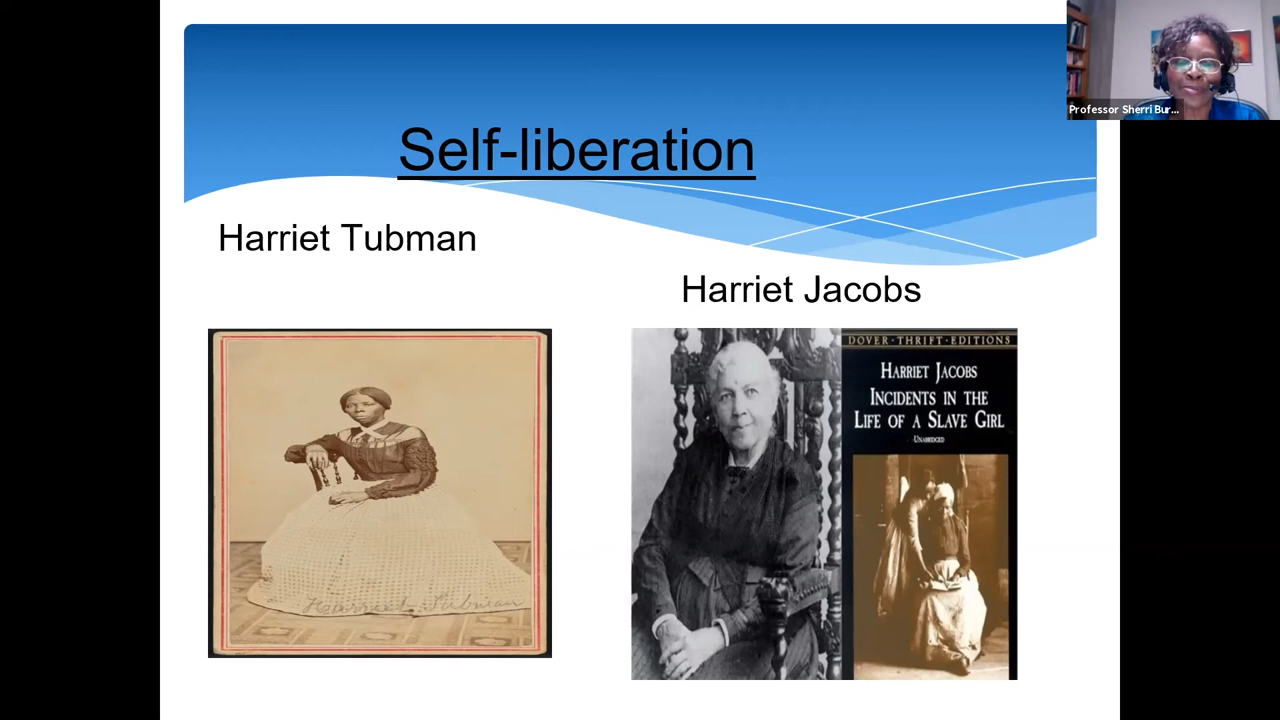 Professor Sherri Bur...
Self-liberation
Harriet Tubman
Harriet Jacobs
Harriet Tubman
DOVER·THRIFT·EDITIONS
HARRIET JACOBS
INCIDENTS IN THE
LIFE OF A SLAVE GIRL
UNABRIDGED